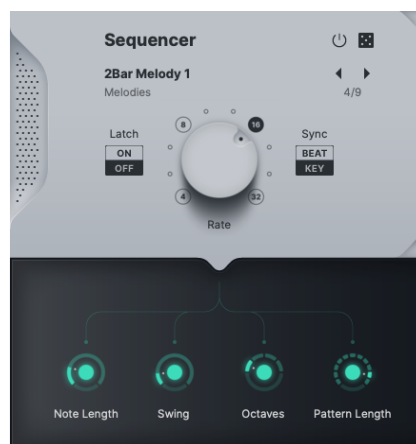 Sequencer
2Bar Melody 1
Melodies
4/9
Latch
ON
OFF
8
16
4
32
Rate
Sync
BEAT
KEY
Note Length
Swing
Octaves
Pattern Length